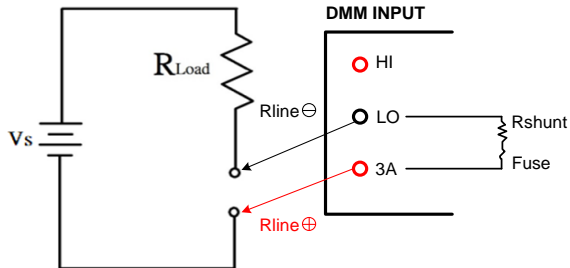 DMM INPUT
HI
RLoad
Rline⊖
LO
Rshunt
Vs
Fuse
3A
Rline⊕